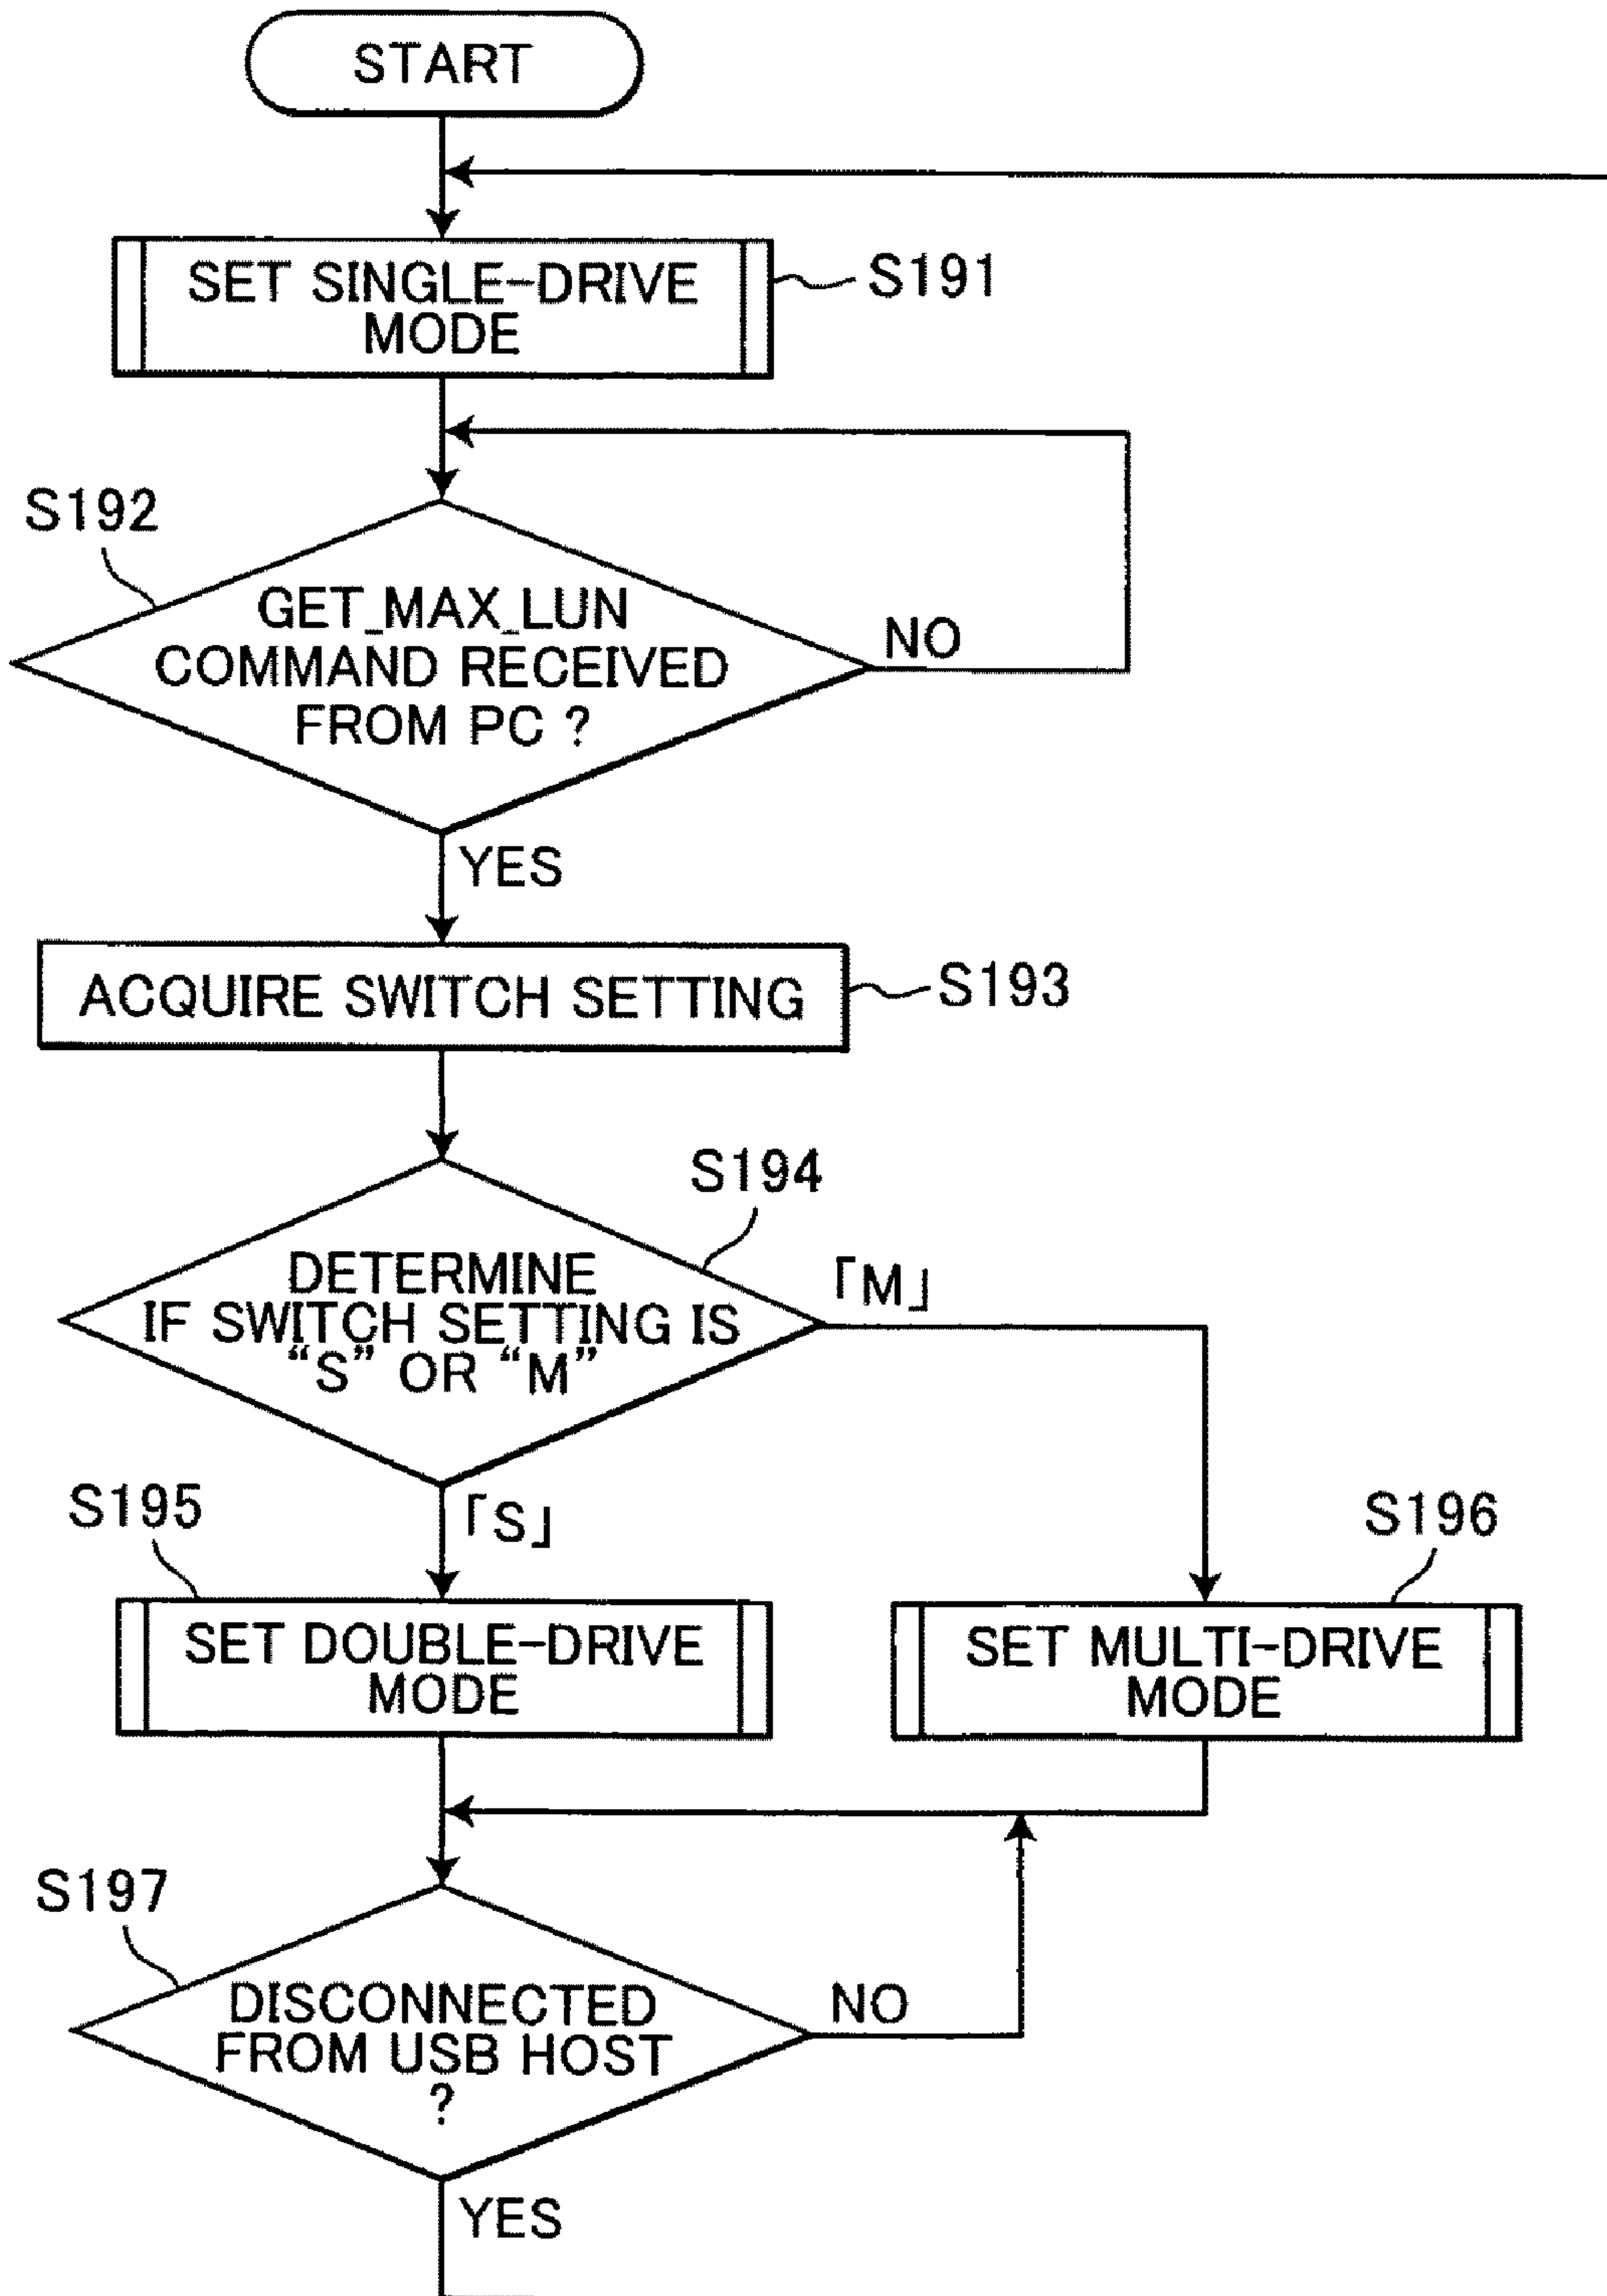 START
SET SINGLE-DRIVE
MODE
S191
S192
GET_MAX_LUN
COMMAND RECEIVED
FROM PC ?
NO
YES
ACQUIRE SWITCH SETTING
S193
S194
DETERMINE
IF SWITCH SETTING IS
“S” OR “M”
「M」
「S」
S195
SET DOUBLE-DRIVE
MODE
S196
SET MULTI-DRIVE
MODE
S197
DISCONNECTED
FROM USB HOST
?
NO
YES